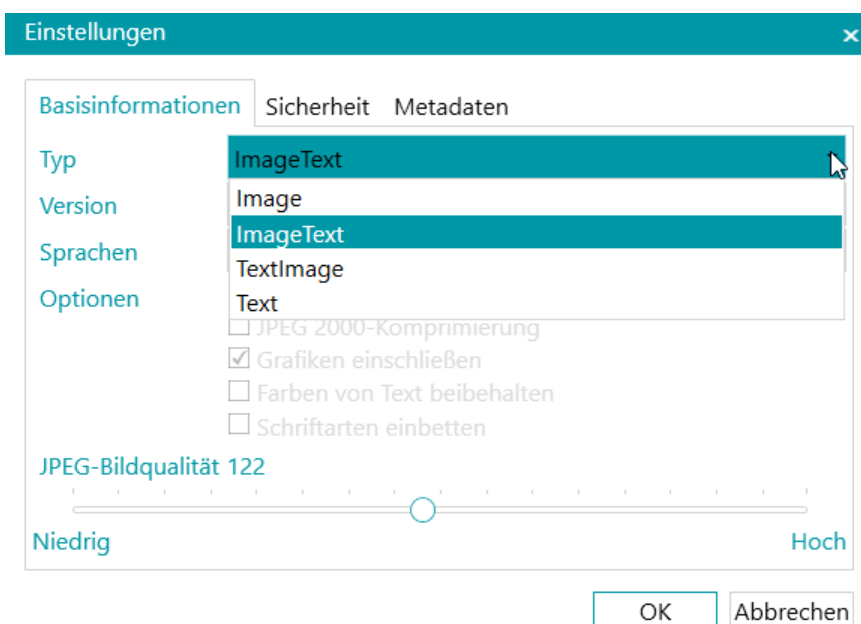 Einstellungen
Basisinformationen Sicherheit Metadaten
Typ ImageText
Image
Version
ImageText
Sprachen
TextImage
Optionen
Text
JPEG 2000-Komprimierung
Grafiken einschließen
Farben von Text beibehalten
Schriftarten einbetten
JPEG-Bildqualität 122
Niedrig Hoch
OK Abbrechen